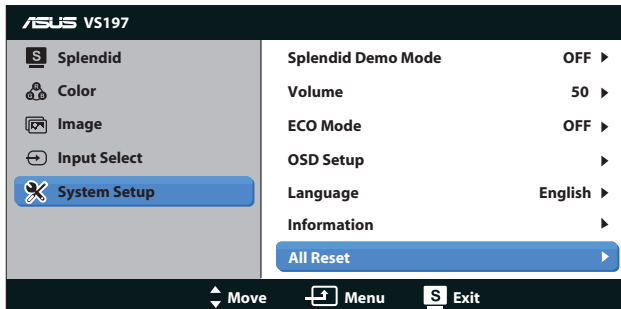 ASUS VS197
S Splendid
Color
Image
Input Select
System Setup
Splendid Demo Mode OFF
Volume 50
ECO Mode OFF
OSD Setup
Language English
Information
All Reset
Move Menu S Exit